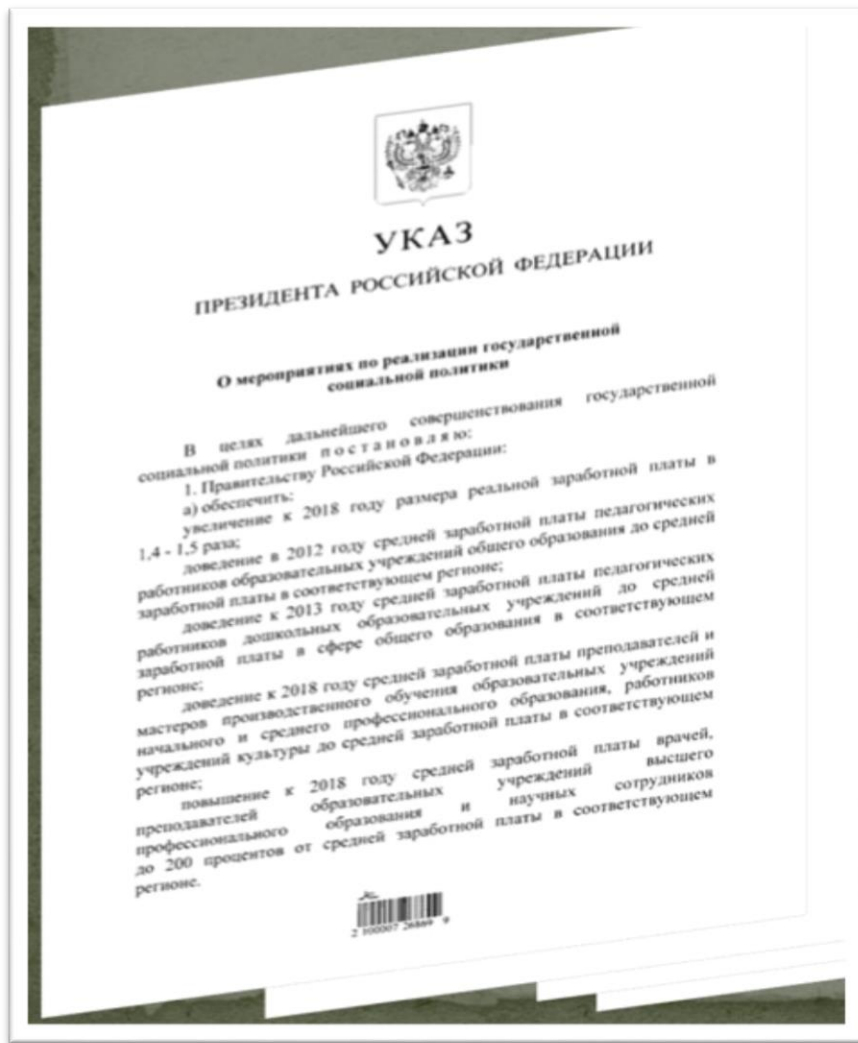 УКАЗ
ПРЕЗИДЕНТА РОССИЙСКОЙ ФЕДЕРАЦИИ
О мероприятиях по реализации государственной
социальной политики
В целях дальнейшего совершенствования государственной
социальной политики п о с т а н о в л я ю:
1. Правительству Российской Федерации:
а) обеспечить:
увеличение к 2018 году размера реальной заработной платы в
1,4 - 1,5 раза;
доведение в 2012 году средней заработной платы педагогических
работников образовательных учреждений общего образования до средней
заработной платы в соответствующем регионе;
доведение к 2013 году средней заработной платы педагогических
работников дошкольных образовательных учреждений до средней
заработной платы в сфере общего образования в соответствующем
регионе;
доведение к 2018 году средней заработной платы преподавателей и
мастеров производственного обучения образовательных учреждений
начального и среднего профессионального образования, работников
учреждений культуры до средней заработной платы в соответствующем
регионе;
повышение к 2018 году средней заработной платы врачей,
преподавателей образовательных учреждений высшего
профессионального образования и научных сотрудников
до 200 процентов от средней заработной платы в соответствующем
регионе.